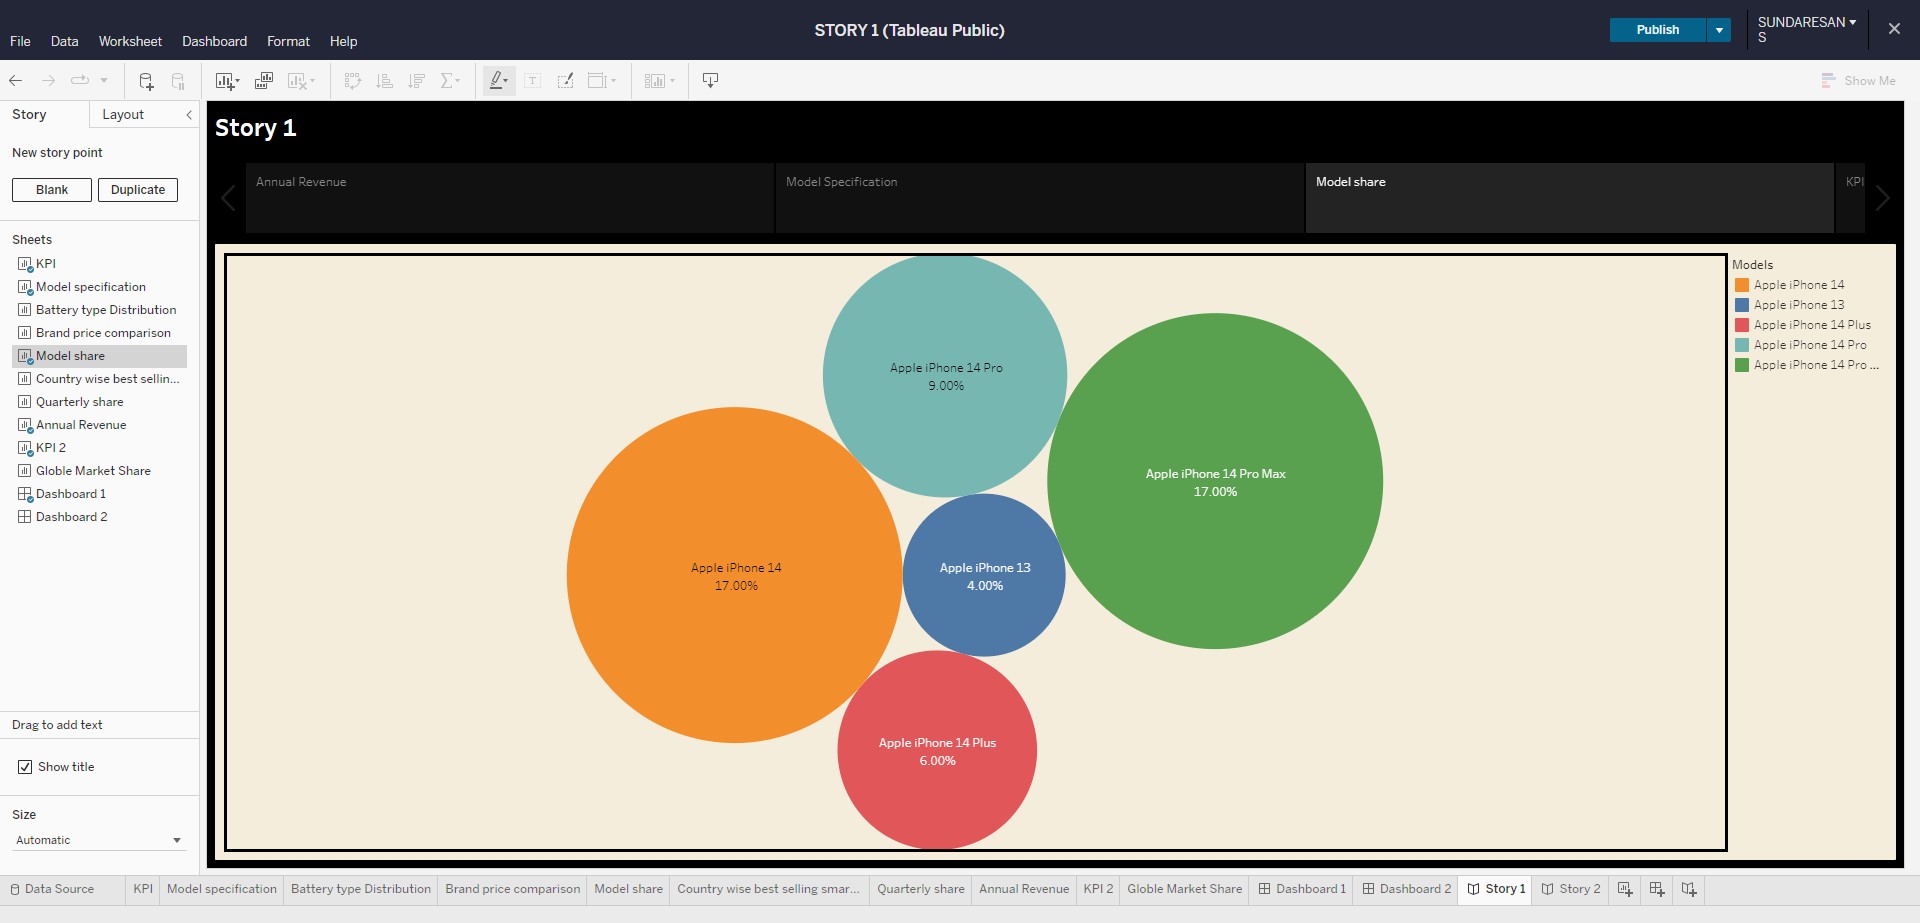 STORY 1 (Tableau Public)
Publish
SUNDARESAN
S
File Data Worksheet Dashboard Format Help
Show Me
Story Layout
New story point
Blank Duplicate
Sheets
KPI
Model specification
Battery type Distribution
Brand price comparison
Model share
Country wise best sellin...
Quarterly share
Annual Revenue
KPI 2
Globle Market Share
Dashboard 1
Dashboard 2
Drag to add text
Show title
Size
Automatic
Story 1
Annual Revenue Model Specification Model share KPI
Apple iPhone 14 Pro
9.00%
Apple iPhone 14 Pro Max
17.00%
Apple iPhone 14
17.00%
Apple iPhone 13
4.00%
Apple iPhone 14 Plus
6.00%
Models
Apple iPhone 14
Apple iPhone 13
Apple iPhone 14 Plus
Apple iPhone 14 Pro
Apple iPhone 14 Pro ...
Data Source KPI Model specification Battery type Distribution Brand price comparison Model share Country wise best selling smar... Quarterly share Annual Revenue KPI 2 Globle Market Share Dashboard 1 Dashboard 2 Story 1 Story 2